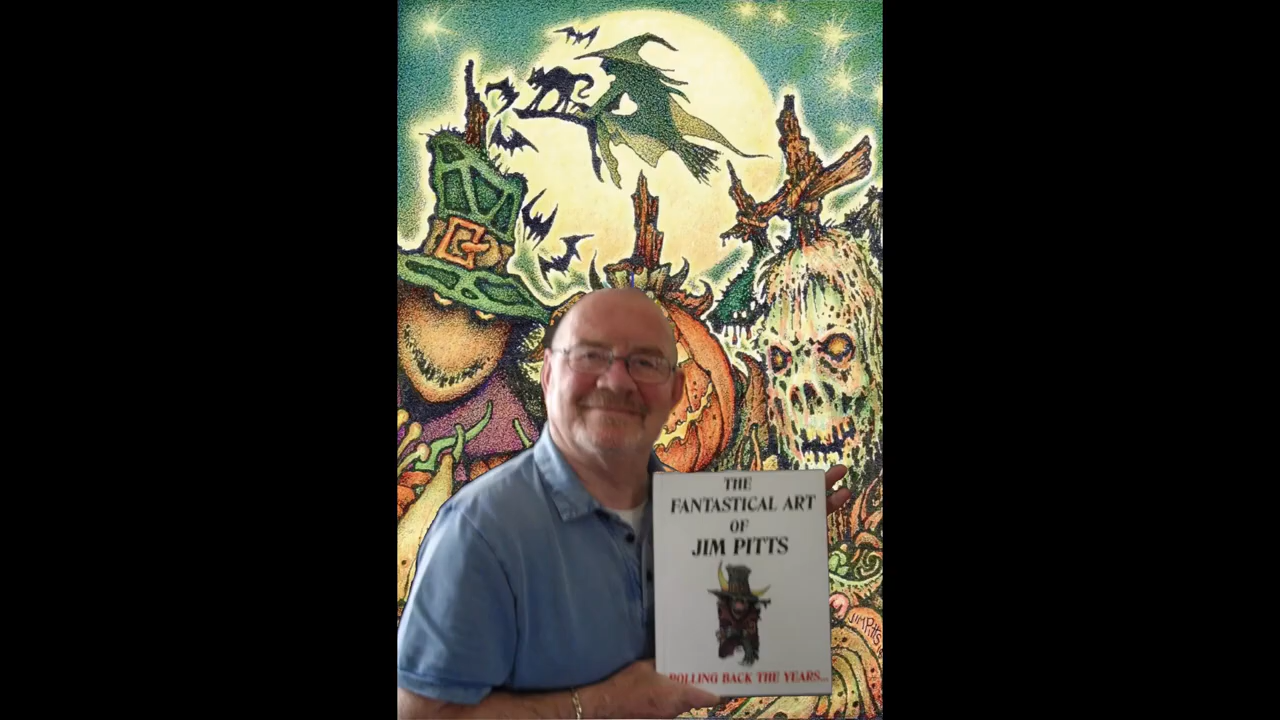 THE
FANTASTICAL ART
OF
JIM PITTS
ROLLING BACK THE YEARS...
JIM Pitts